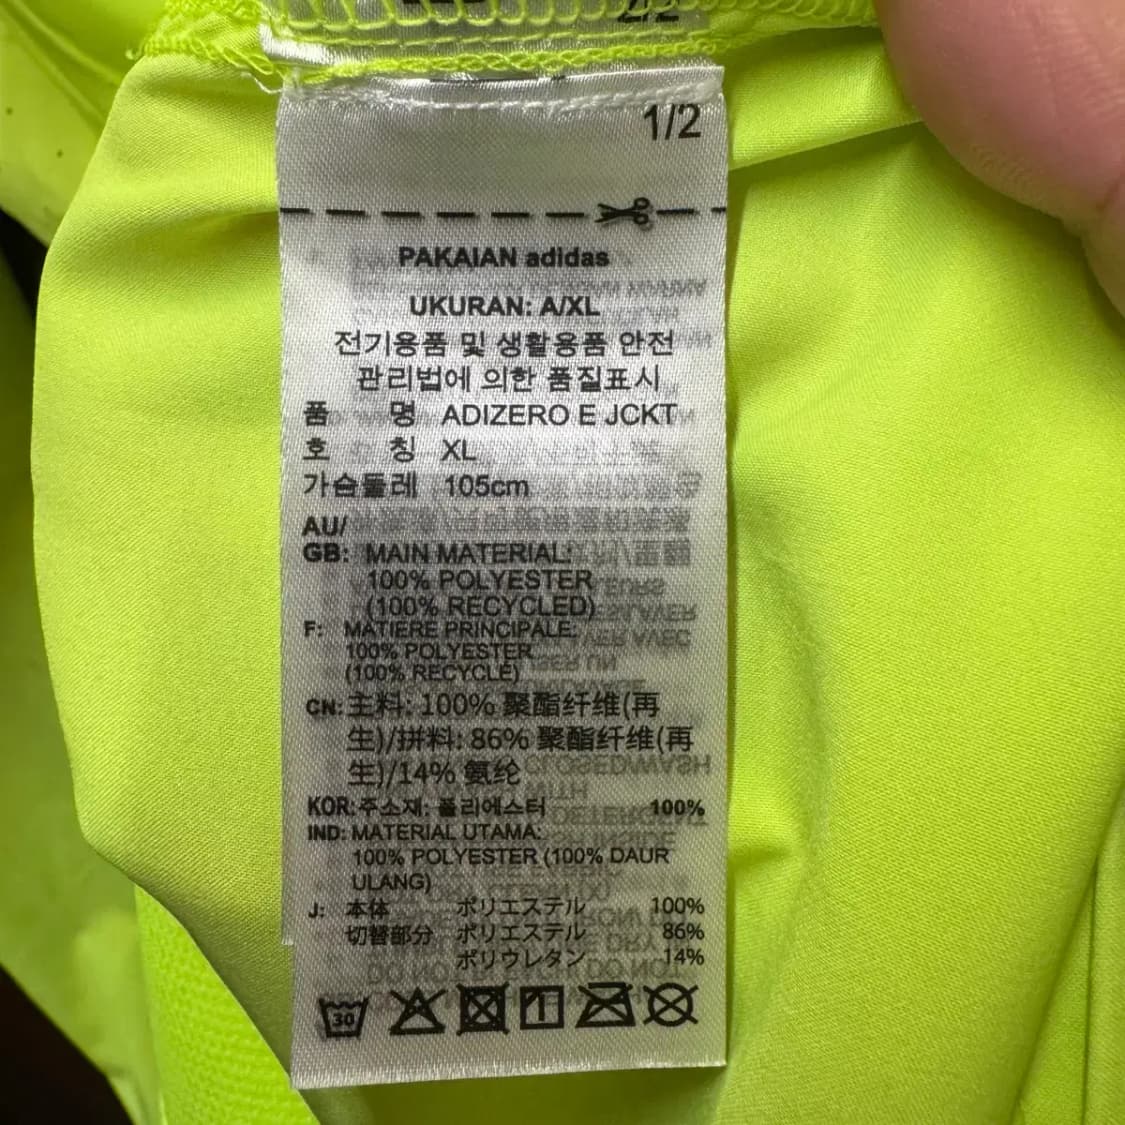 2/2
1/2
PAKAIAN adidas
UKURAN: A/XL
전기용품 및 생활용품 안전
관리법에 의한 품질표시
품 명 ADIZERO E JCKT
호 칭 XL
가슴둘레 105cm
AU/
GB: MAIN MATERIAL:
100% POLYESTER
(100% RECYCLED)
F: MATIERE PRINCIPALE:
100% POLYESTER
(100% RECYCLÉ)
CN: 主料: 100% 聚酯纤维(再
生)/拼料: 86% 聚酯纤维(再
生)/14% 氨纶
KOR: 주소재: 폴리에스터 100%
IND: MATERIAL UTAMA:
100% POLYESTER (100% DAUR
ULANG)
J: 本体 ポリエステル 100%
切替部分 ポリエステル 86%
ポリウレタン 14%
30